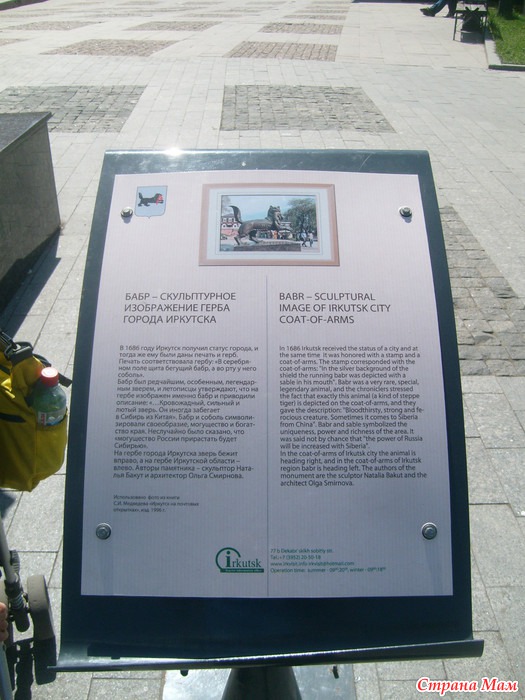 БАБР – СКУЛЬПТУРНОЕ
ИЗОБРАЖЕНИЕ ГЕРБА
ГОРОДА ИРКУТСКА
В 1686 году Иркутск получил статус города, и
тогда же ему были даны печать и герб.
Печать соответствовала гербу: «В серебря-
ном поле щита бегущий бабр, а во рту у него
соболь».
Бабр был редчайшим, особенным, легендар-
ным зверем, и летописцы утверждают, что на
гербе изображен именно бабр и приводили
описание: «...Кровожадный, сильный и
лютый зверь. Он иногда забегает
в Сибирь из Китая». Бабр и соболь символи-
зировали своеобразие, могущество и богат-
ство края. Неслучайно было сказано, что
«могущество России прирастать будет
Сибирью».
На гербе города Иркутска зверь бежит
вправо, а на гербе Иркутской области –
влево. Авторы памятника – скульптор Ната-
лья Бакут и архитектор Ольга Смирнова.
Использовано фото из книги
С.И. Медведева «Иркутск на почтовых
открытках», изд. 1996 г.
BABR – SCULPTURAL
IMAGE OF IRKUTSK CITY
COAT-OF-ARMS
In 1686 Irkutsk received the status of a city and at
the same time it was honored with a stamp and a
coat-of-arms. The stamp corresponded with the
coat-of-arms: "In the silver background of the
shield the running babr was depicted with a
sable in his mouth". Babr was a very rare, special,
legendary animal, and the chroniclers stressed
the fact that exactly this animal (a kind of steppe
tiger) is depicted on the coat-of-arms, and they
gave the description: "Bloodthirsty, strong and fe-
rocious creature. Sometimes it comes to Siberia
from China". Babr and sable symbolized the
uniqueness, power and richness of the area. It
was said not by chance that "the power of Russia
will be increased with Siberia".
In the coat-of-arms of Irkutsk city the animal is
heading right, and in the coat-of-arms of Irkutsk
region babr is heading left. The authors of the
monument are the sculptor Natalia Bakut and the
architect Olga Smirnova.
irkutsk
Страна Мам